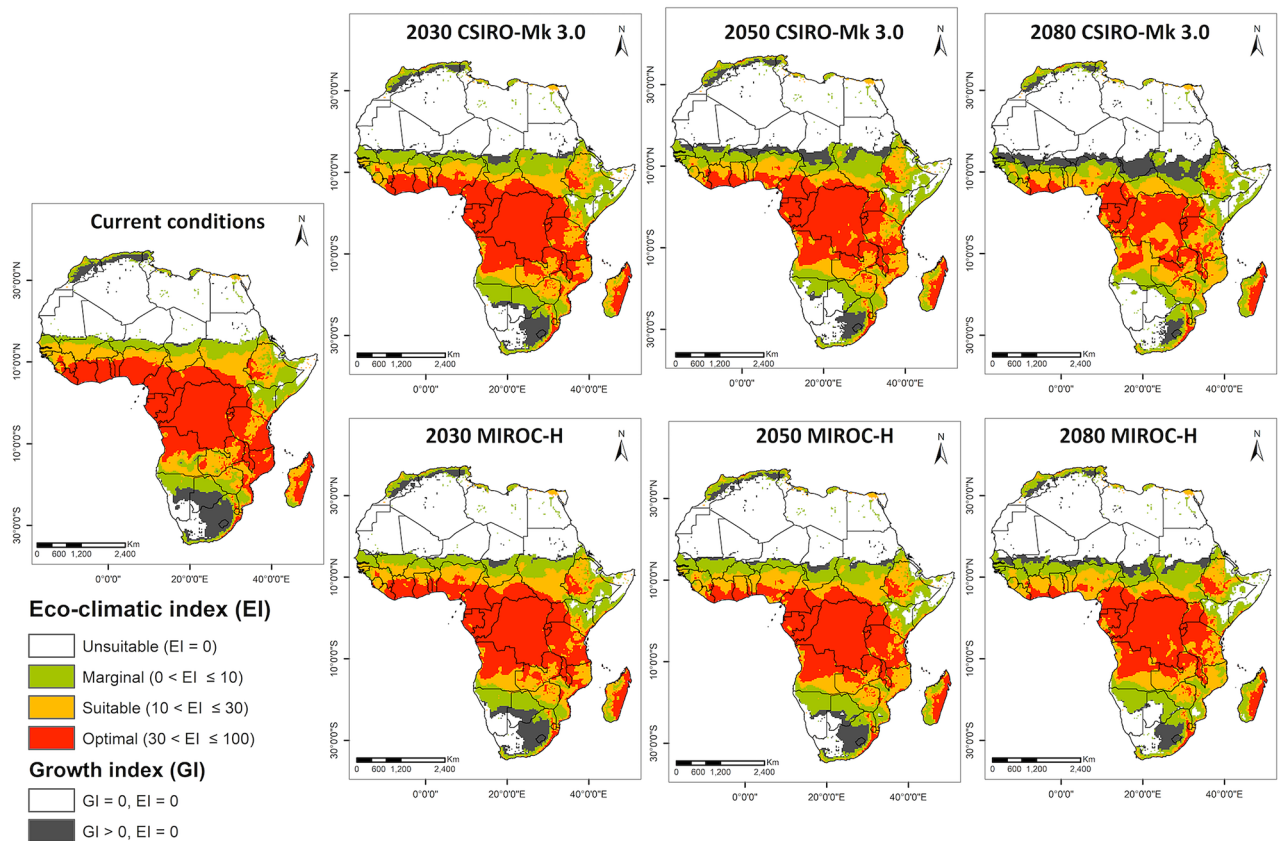 2030 CSIRO-Mk 3.0
N
30°0'0"N
10°0'0"N
10°0'0"S
30°0'0"S
Km
0 600 1,200 2,400
0°0'0" 20°0'0"E 40°0'0"E
2050 CSIRO-Mk 3.0
N
30°0'0"N
10°0'0"N
10°0'0"S
30°0'0"S
Km
0 600 1,200 2,400
0°0'0" 20°0'0"E 40°0'0"E
2080 CSIRO-Mk 3.0
N
30°0'0"N
10°0'0"N
10°0'0"S
30°0'0"S
Km
0 600 1,200 2,400
0°0'0" 20°0'0"E 40°0'0"E
Current conditions
N
30°0'0"N
10°0'0"N
10°0'0"S
30°0'0"S
Km
0 600 1,200 2,400
0°0'0" 20°0'0"E 40°0'0"E
2030 MIROC-H
N
30°0'0"N
10°0'0"N
10°0'0"S
30°0'0"S
Km
0 600 1,200 2,400
0°0'0" 20°0'0"E 40°0'0"E
2050 MIROC-H
N
30°0'0"N
10°0'0"N
10°0'0"S
30°0'0"S
Km
0 600 1,200 2,400
0°0'0" 20°0'0"E 40°0'0"E
2080 MIROC-H
N
30°0'0"N
10°0'0"N
10°0'0"S
30°0'0"S
Km
0 600 1,200 2,400
0°0'0" 20°0'0"E 40°0'0"E
Eco-climatic index (EI)
Unsuitable (EI = 0)
Marginal (0 < EI ≤ 10)
Suitable (10 < EI ≤ 30)
Optimal (30 < EI ≤ 100)
Growth index (GI)
GI = 0, EI = 0
GI > 0, EI = 0